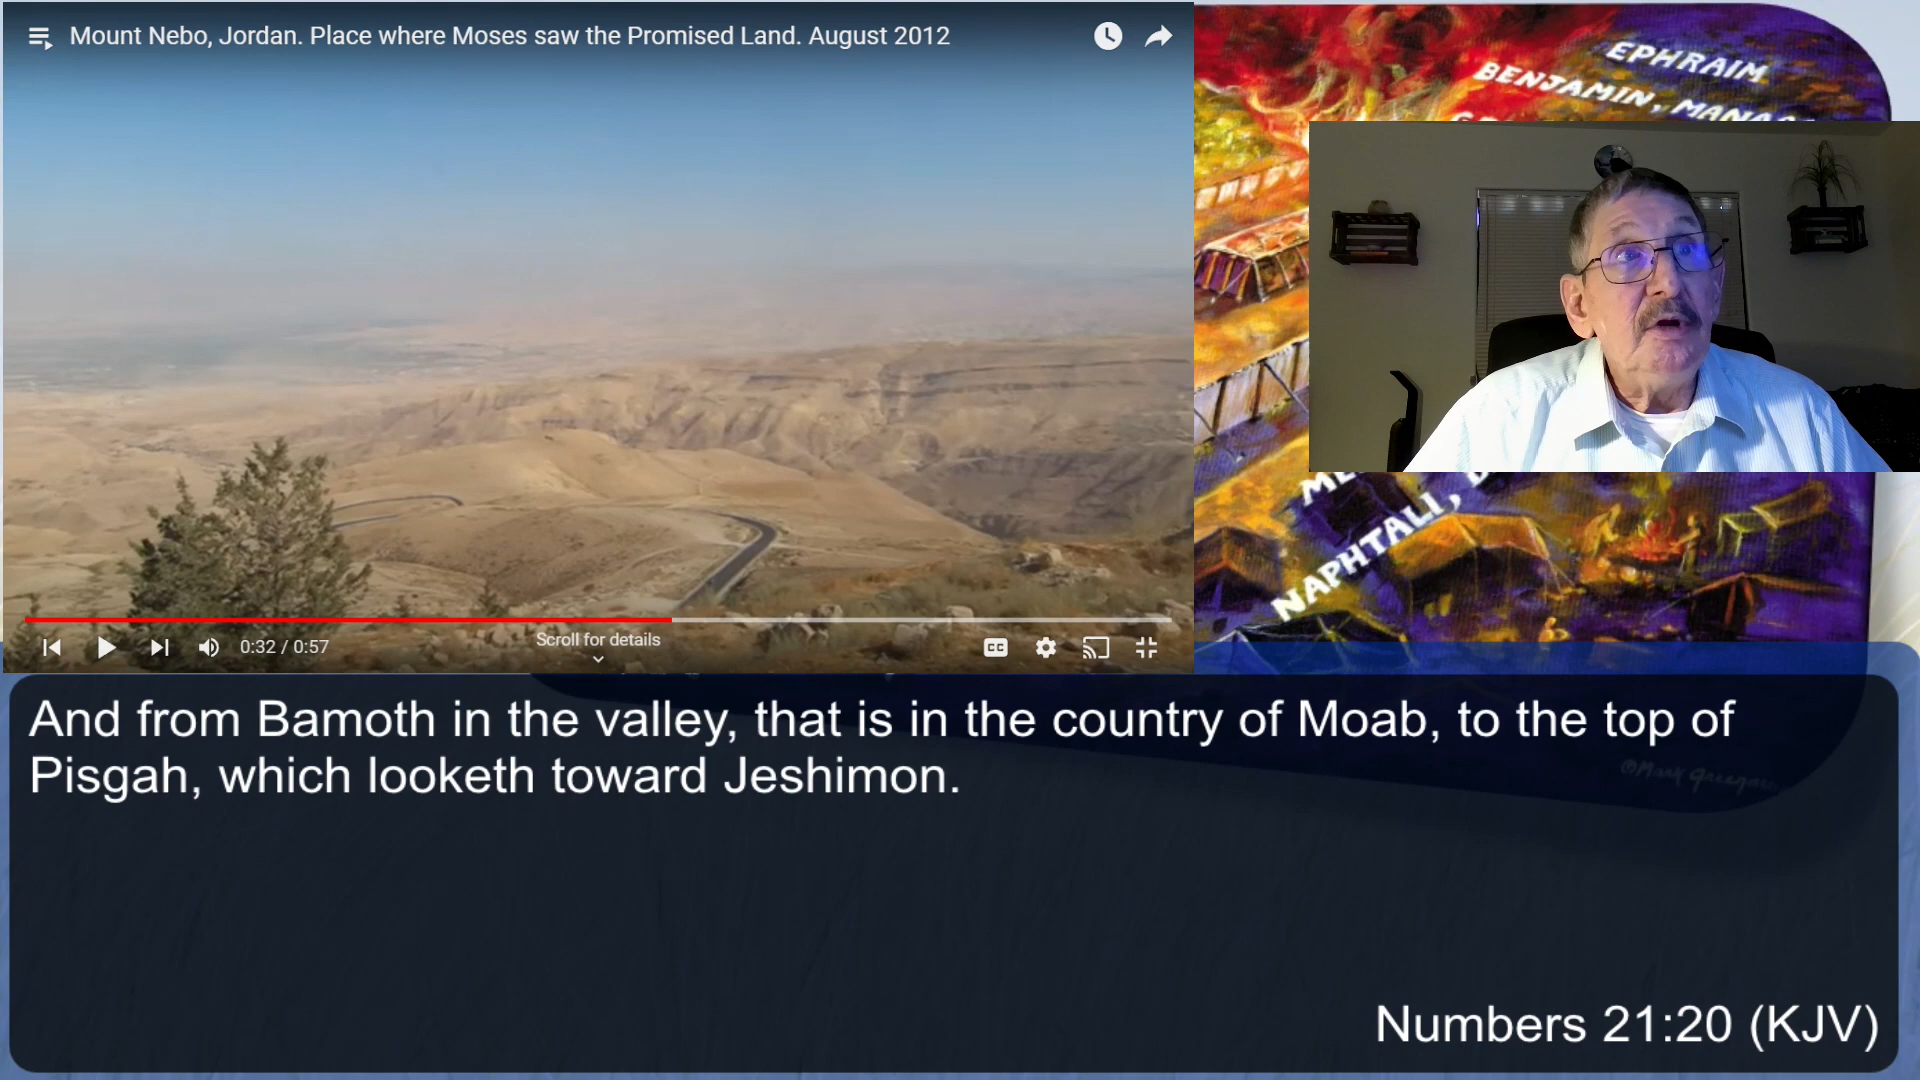 Mount Nebo, Jordan. Place where Moses saw the Promised Land. August 2012
EPHRAIM
BENJAMIN,
NAPHTALI,
Scroll for details
0:32 / 0:57
CC
And from Bamoth in the valley, that is in the country of Moab, to the top of
Pisgah, which looketh toward Jeshimon.
Numbers 21:20 (KJV)